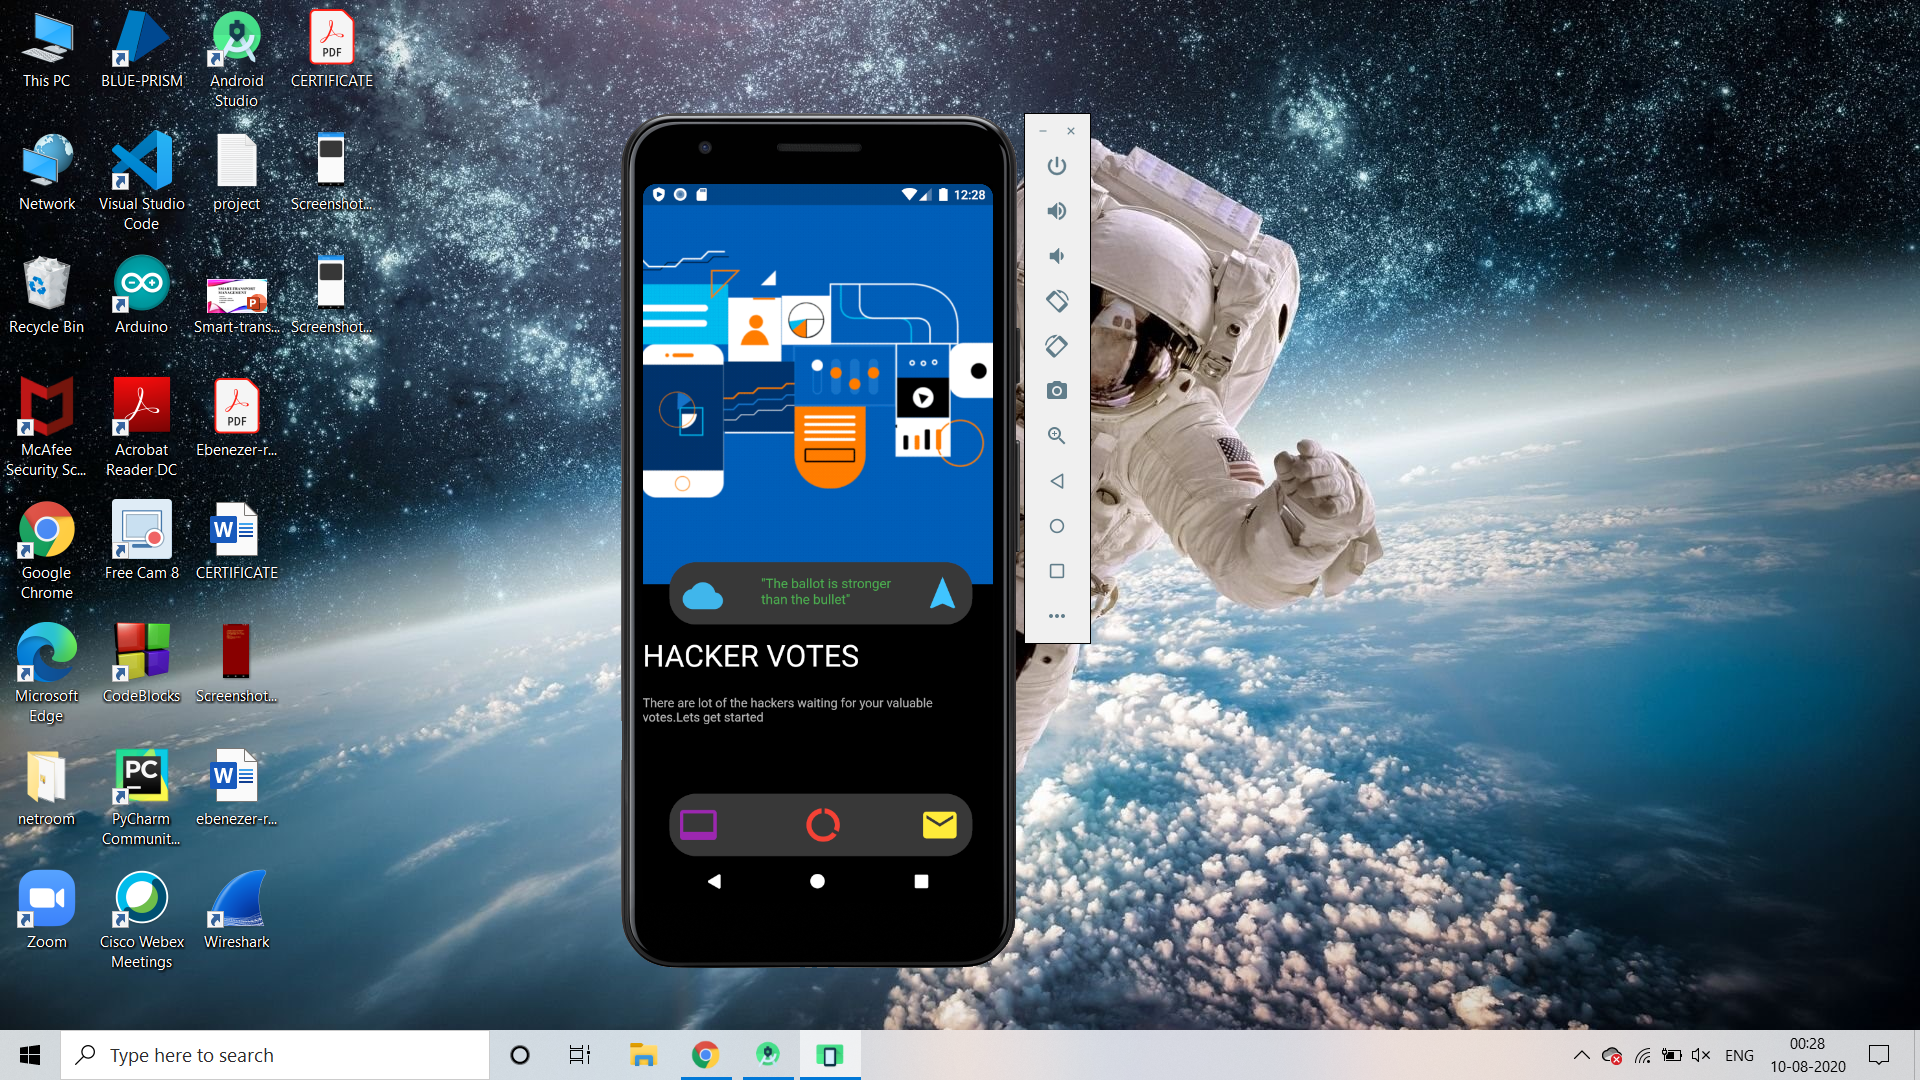 This PC
BLUE-PRISM
Android
Studio
CERTIFICATE
PDF
Network
Visual Studio
Code
project
Screenshot...
Recycle Bin
Arduino
Smart-trans...
Screenshot...
McAfee
Security Sc...
Acrobat
Reader DC
PDF
Ebenezer-r...
Google
Chrome
Free Cam 8
W
CERTIFICATE
Microsoft
Edge
CodeBlocks
Screenshot...
netroom
PC
PyCharm
Communit...
W
ebenezer-r...
Zoom
Cisco Webex
Meetings
Wireshark
12:28
"The ballot is stronger
than the bullet"
HACKER VOTES
There are lot of the hackers waiting for your valuable
votes.Lets get started
Type here to search
ENG
00:28
10-08-2020